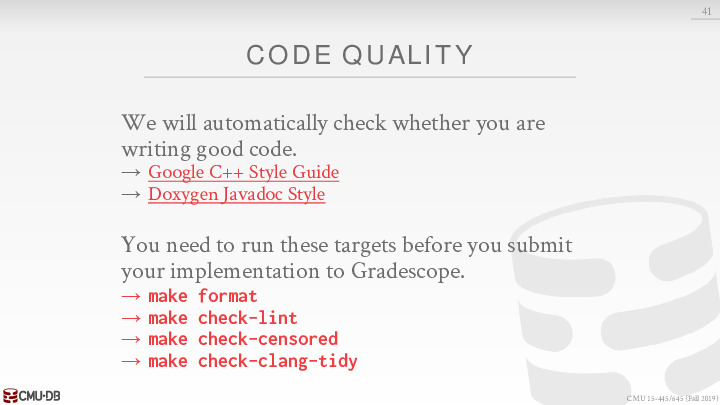 41
CODE QUALITY
We will automatically check whether you are
writing good code.
→ Google C++ Style Guide
→ Doxygen Javadoc Style
You need to run these targets before you submit
your implementation to Gradescope.
→ make format
→ make check-lint
→ make check-censored
→ make check-clang-tidy
CMU·DB
CMU 15-445/645 (Fall 2019)